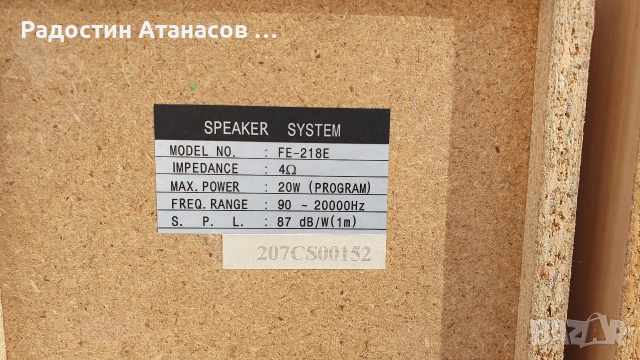 Радостин Атанасов ...
SPEAKER SYSTEM
MODEL NO. : FE-218E
IMPEDANCE : 4Ω
MAX. POWER : 20W (PROGRAM)
FREQ. RANGE : 90 ~ 20000Hz
S. P. L. : 87 dB/W(1m)
207CS00152
BAZAR